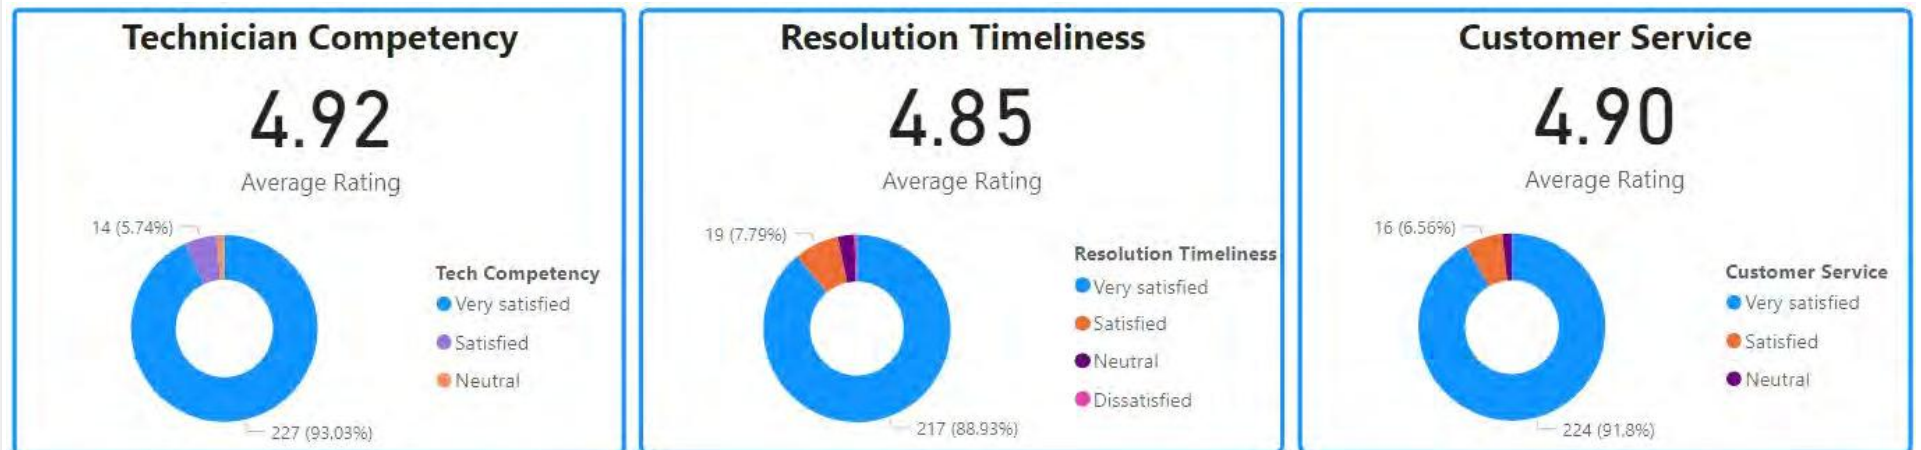 Technician Competency
4.92
Average Rating
14 (5.74%)
Tech Competency
Very satisfied
Satisfied
Neutral
227 (93.03%)
Resolution Timeliness
4.85
Average Rating
19 (7.79%)
Resolution Timeliness
Very satisfied
Satisfied
Neutral
Dissatisfied
217 (88.93%)
Customer Service
4.90
Average Rating
16 (6.56%)
Customer Service
Very satisfied
Satisfied
Neutral
224 (91.8%)